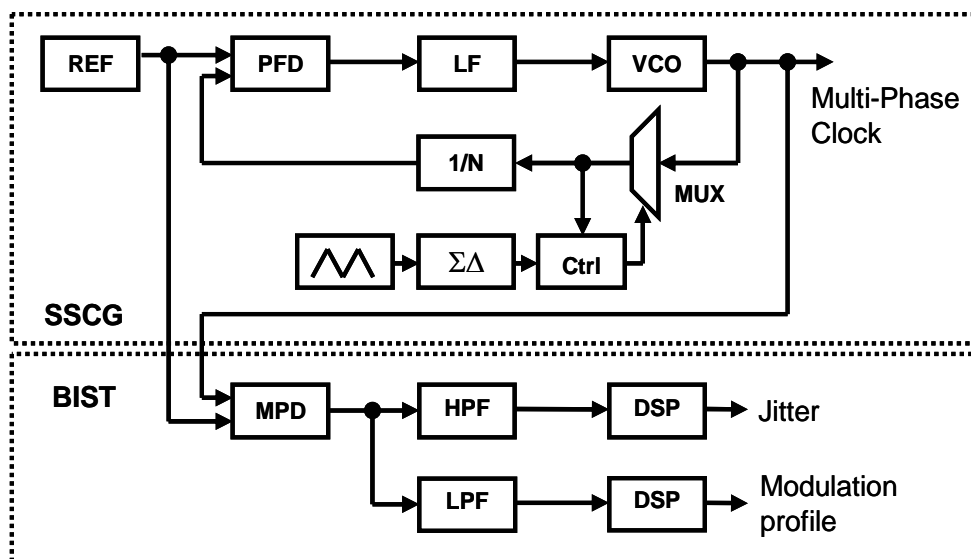 REF
PFD
LF
VCO
Multi-Phase
Clock
1/N
MUX
ΣΔ
Ctrl
SSCG
BIST
MPD
HPF
DSP
Jitter
LPF
DSP
Modulation
profile